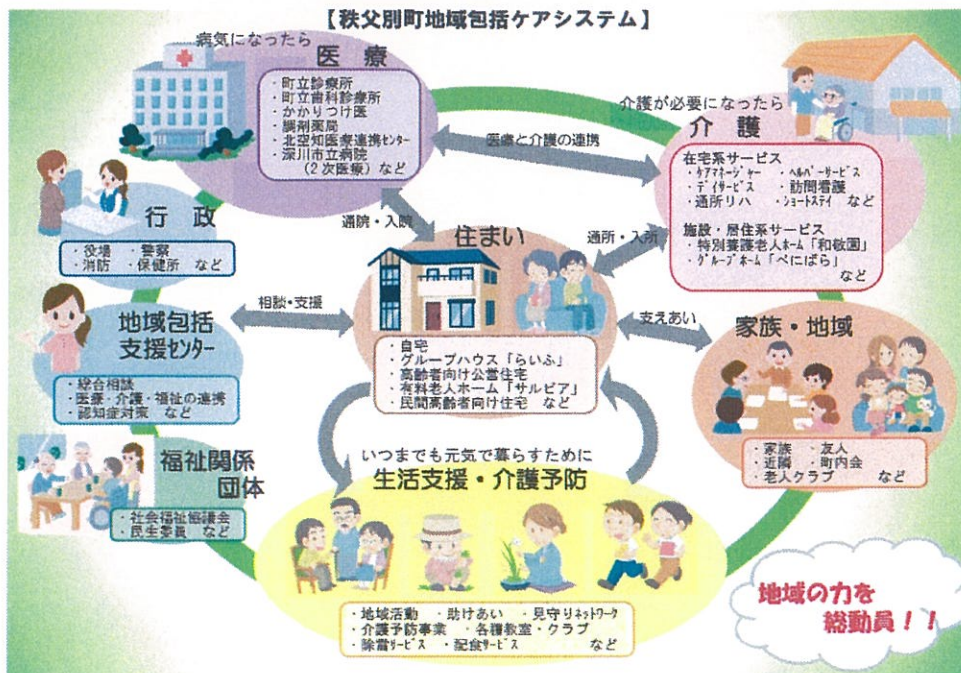 【秩父別町地域包括ケアシステム】
病気になったら
医療
・町立診療所
・町立歯科診療所
・かかりつけ医
・調剤薬局
・北空知医療連携センター
・深川市立病院
(2次医療) など
介護が必要になったら
介護
在宅系サービス
・ケアマネージャー ・ヘルパーサービス
・デイサービス ・訪問看護
・通所リハ ・ショートステイ など
施設・居住系サービス
・特別養護老人ホーム「和敬園」
・グループホーム「べにばら」
など
医療と介護の連携
行政
・役場 ・警察
・消防 ・保健所 など
通院・入院
住まい
通所・入所
・自宅
・グループハウス「らいふ」
・高齢者向け公営住宅
・有料老人ホーム「サルビア」
・民間高齢者向け住宅 など
相談・支援
地域包括
支援センター
・総合相談
・医療・介護・福祉の連携
・認知症対策 など
支えあい
家族・地域
・家族 ・友人
・近隣 ・町内会
・老人クラブ など
福祉関係
団体
・社会福祉協議会
・民生委員 など
いつまでも元気で暮らすために
生活支援・介護予防
・地域活動 ・助けあい ・見守りネットワーク
・介護予防事業 ・各種教室・クラブ
・除雪サービス ・配食サービス など
地域の力を
総動員！！